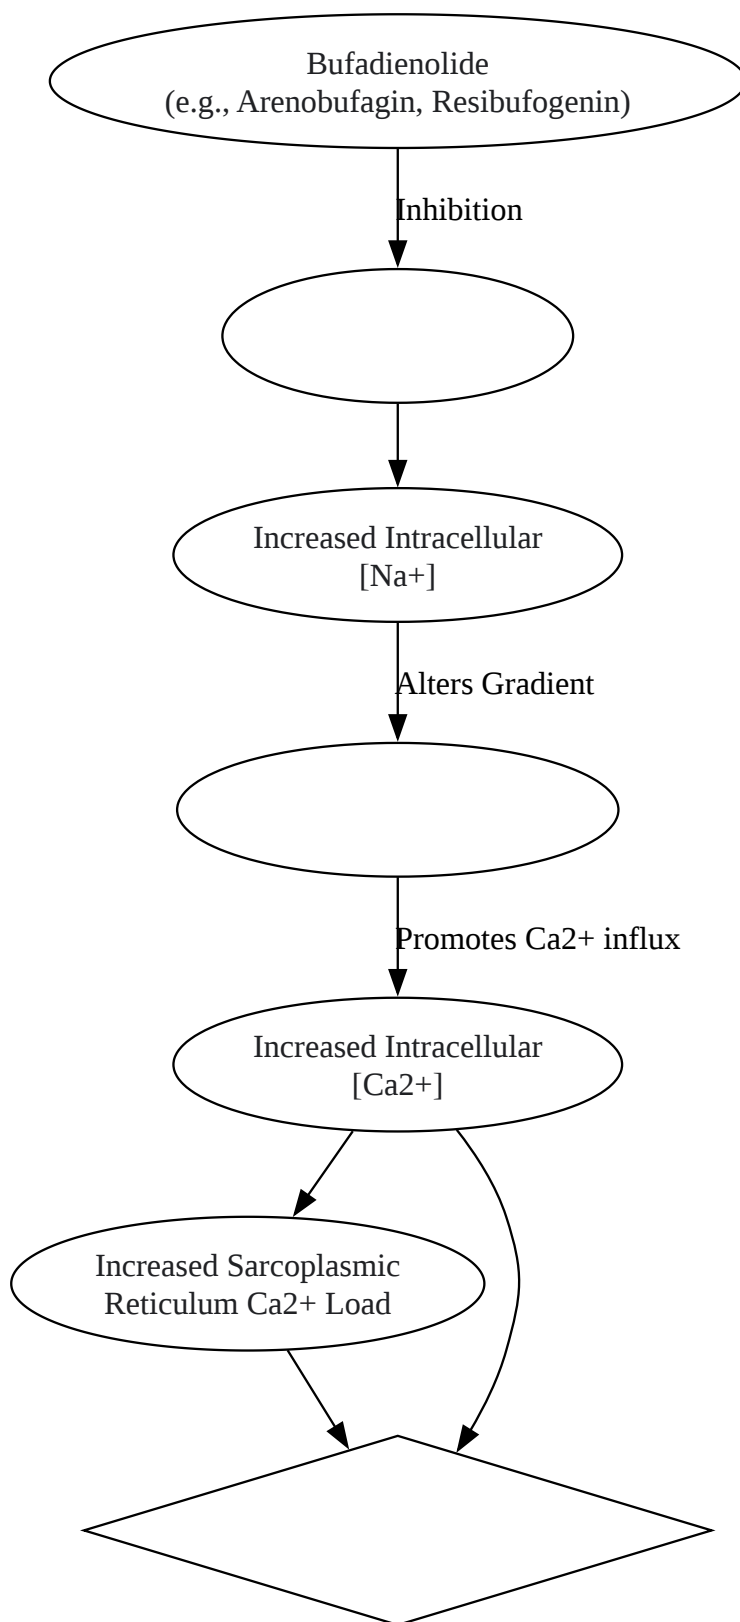 Bufadienolide
(e.g., Arenobufagin, Resibufogenin)
Inhibition
Increased Intracellular
[Na+]
Alters Gradient
Promotes Ca2+ influx
Increased Intracellular
[Ca2+]
Increased Sarcoplasmic
Reticulum Ca2+ Load